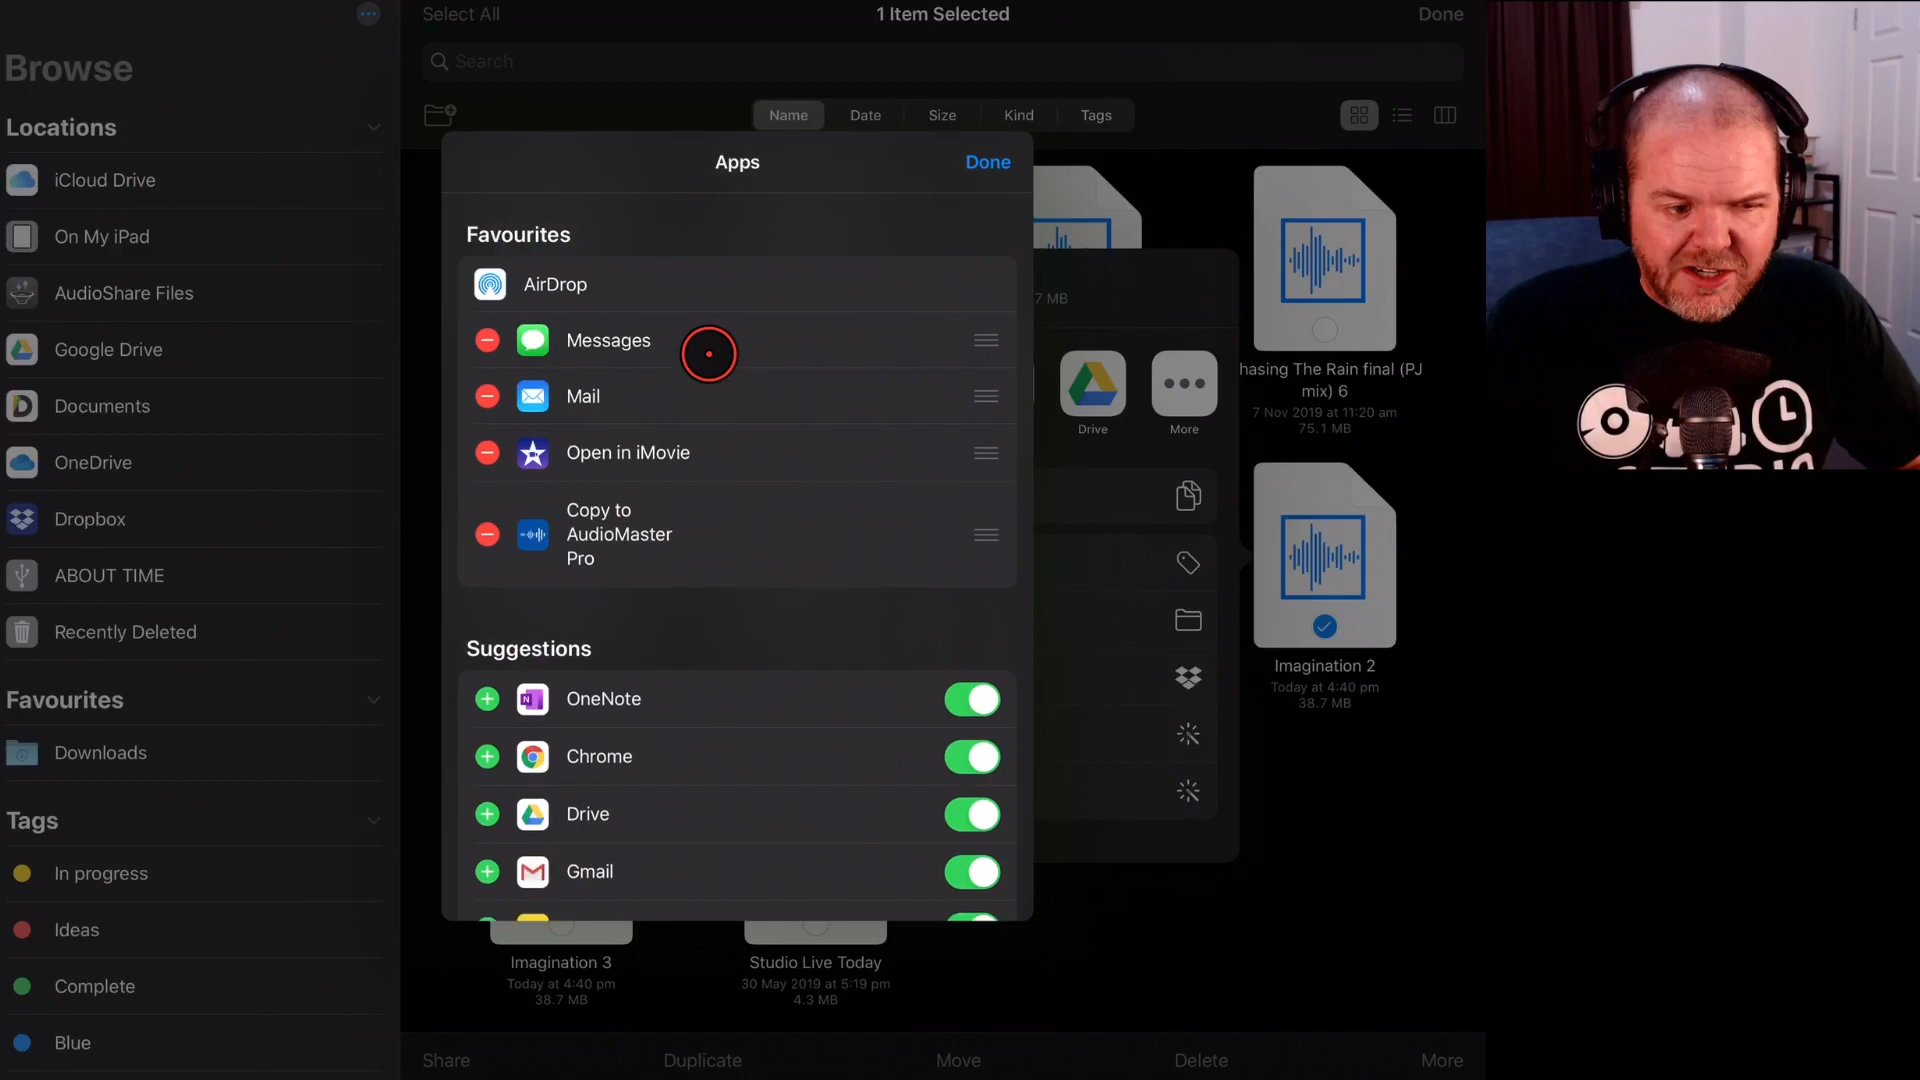 Select All
1 Item Selected
Done
Browse
Search
Name
Date
Size
Kind
Tags
Locations
iCloud Drive
On My iPad
AudioShare Files
Google Drive
Documents
OneDrive
Dropbox
ABOUT TIME
Recently Deleted
Favourites
Downloads
Tags
In progress
Ideas
Complete
Blue
Apps
Done
Favourites
AirDrop
Messages
Mail
Open in iMovie
Copy to
AudioMaster
Pro
Suggestions
OneNote
Chrome
Drive
Gmail
7 MB
Drive
More
hasing The Rain final (PJ
mix) 6
7 Nov 2019 at 11:20 am
75.1 MB
Imagination 2
Today at 4:40 pm
38.7 MB
Imagination 3
Today at 4:40 pm
38.7 MB
Studio Live Today
30 May 2019 at 5:19 pm
4.3 MB
Share
Duplicate
Move
Delete
More